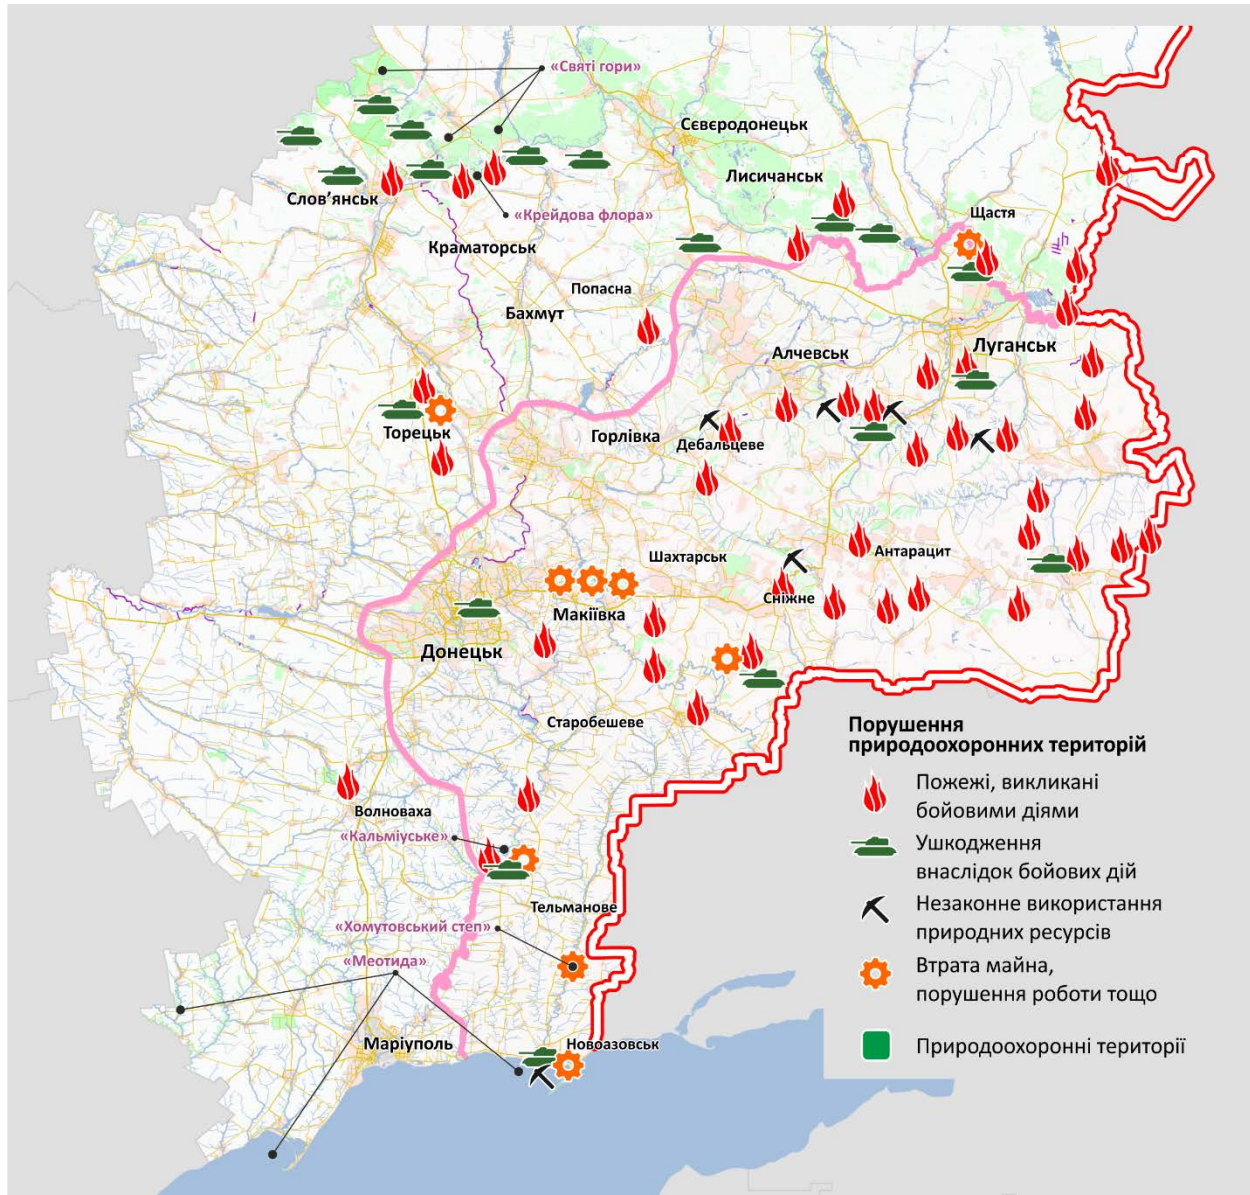 «Святі гори»
Сєвєродонецьк
Лисичанськ
Слов’янськ
«Крейдова флора»
Щастя
Краматорськ
Попасна
Бахмут
Луганськ
Алчевськ
Торецьк
Горлівка
Дебальцеве
Шахтарськ
Антарацит
Сніжне
Макіївка
Донецьк
Старобешеве
Волноваха
«Кальміуське»
Тельманове
«Хомутовський степ»
«Меотида»
Маріуполь
Новоазовськ
Порушення
природоохоронних територій
Пожежі, викликані
бойовими діями
Ушкодження
внаслідок бойових дій
Незаконне використання
природних ресурсів
Втрата майна,
порушення роботи тощо
Природоохоронні території